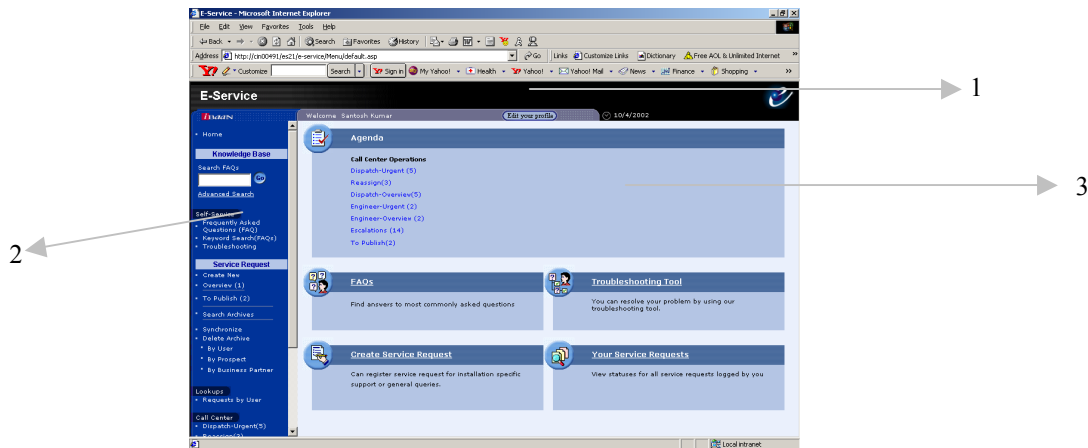 E-Service - Microsoft Internet Explorer
File Edit View Favorites Tools Help
Back Search Favorites History
Address http://cin00491/es21/e-service/Menu/default.asp Go Links Customize Links Dictionary Free AOL & Unlimited Internet »
Y! Customize Search Sign in My Yahoo! Health Yahoo! Yahoo! Mail News Finance Shopping »
E-Service
1
iBaaN
Welcome Santosh Kumar Edit your profile 10/4/2002
Home
Knowledge Base
Search FAQs
Go
Advanced Search
Self-Service
Frequently Asked
Questions (FAQ)
Keyword Search(FAQs)
Troubleshooting
2
Service Request
Create New
Overview (1)
To Publish (2)
Search Archives
Synchronize
Delete Archive
* By User
* By Prospect
* By Business Partner
Lookups
Requests by User
Call Center
Dispatch-Urgent(5)
Reassign(3)
Agenda
Call Center Operations
Dispatch-Urgent (5)
Reassign(3)
Dispatch-Overview(5)
Engineer-Urgent (2)
Engineer-Overview (2)
Escalations (14)
To Publish(2)
3
FAQs
Find answers to most commonly asked questions
Troubleshooting Tool
You can resolve your problem by using our
troubleshooting tool.
Create Service Request
Can register service request for installation specific
support or general queries.
Your Service Requests
View statuses for all service requests logged by you
Local intranet